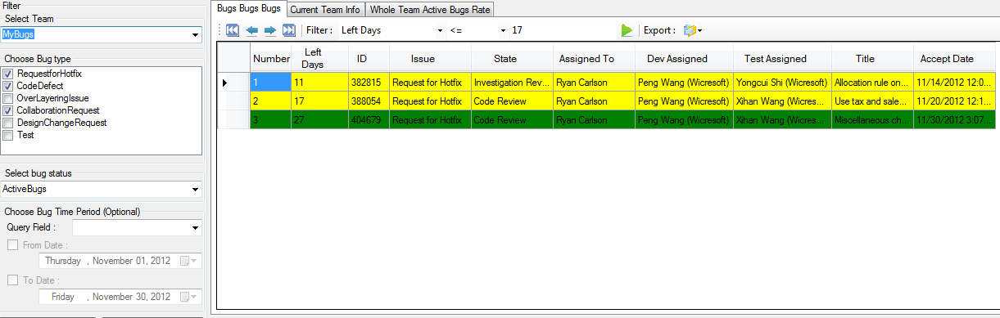 Filter
Select Team
MyBugs
Choose Bug type
RequestforHotfix
CodeDefect
OverLayeringIssue
CollaborationRequest
DesignChangeRequest
Test
Select bug status
ActiveBugs
Choose Bug Time Period (Optional)
Query Field :
From Date :
Thursday , November 01, 2012
To Date :
Friday , November 30, 2012
Bugs Bugs Bugs Current Team Info Whole Team Active Bugs Rate
Filter : Left Days <= 17 Export :
Number Left Days ID Issue State Assigned To Dev Assigned Test Assigned Title Accept Date
1 11 382815 Request for Hotfix Investigation Rev... Ryan Carlson Peng Wang (Wicresoft) Yongcui Shi (Wicresoft) Allocation rule on... 11/14/2012 12:0...
2 17 388054 Request for Hotfix Code Review Ryan Carlson Peng Wang (Wicresoft) Xihan Wang (Wicres... Use tax and sale... 11/20/2012 12:1...
3 27 404679 Request for Hotfix Code Review Ryan Carlson Peng Wang (Wicresoft) Xihan Wang (Wicres... Miscellaneous ch... 11/30/2012 3:07...